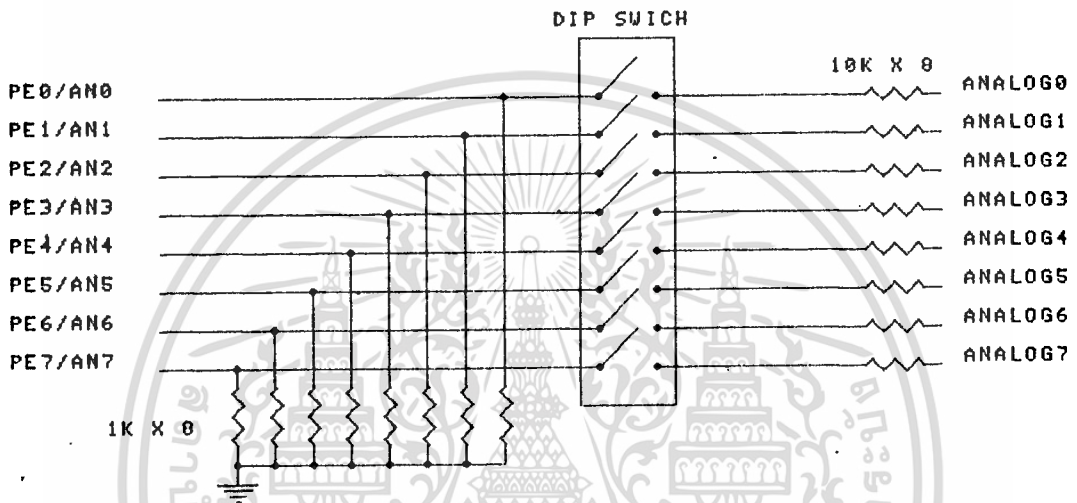 DIP SWICH
10K X 8
PE0/AN0
ANALOG0
PE1/AN1
ANALOG1
PE2/AN2
ANALOG2
PE3/AN3
ANALOG3
PE4/AN4
ANALOG4
PE5/AN5
ANALOG5
PE6/AN6
ANALOG6
PE7/AN7
ANALOG7
1K X 8